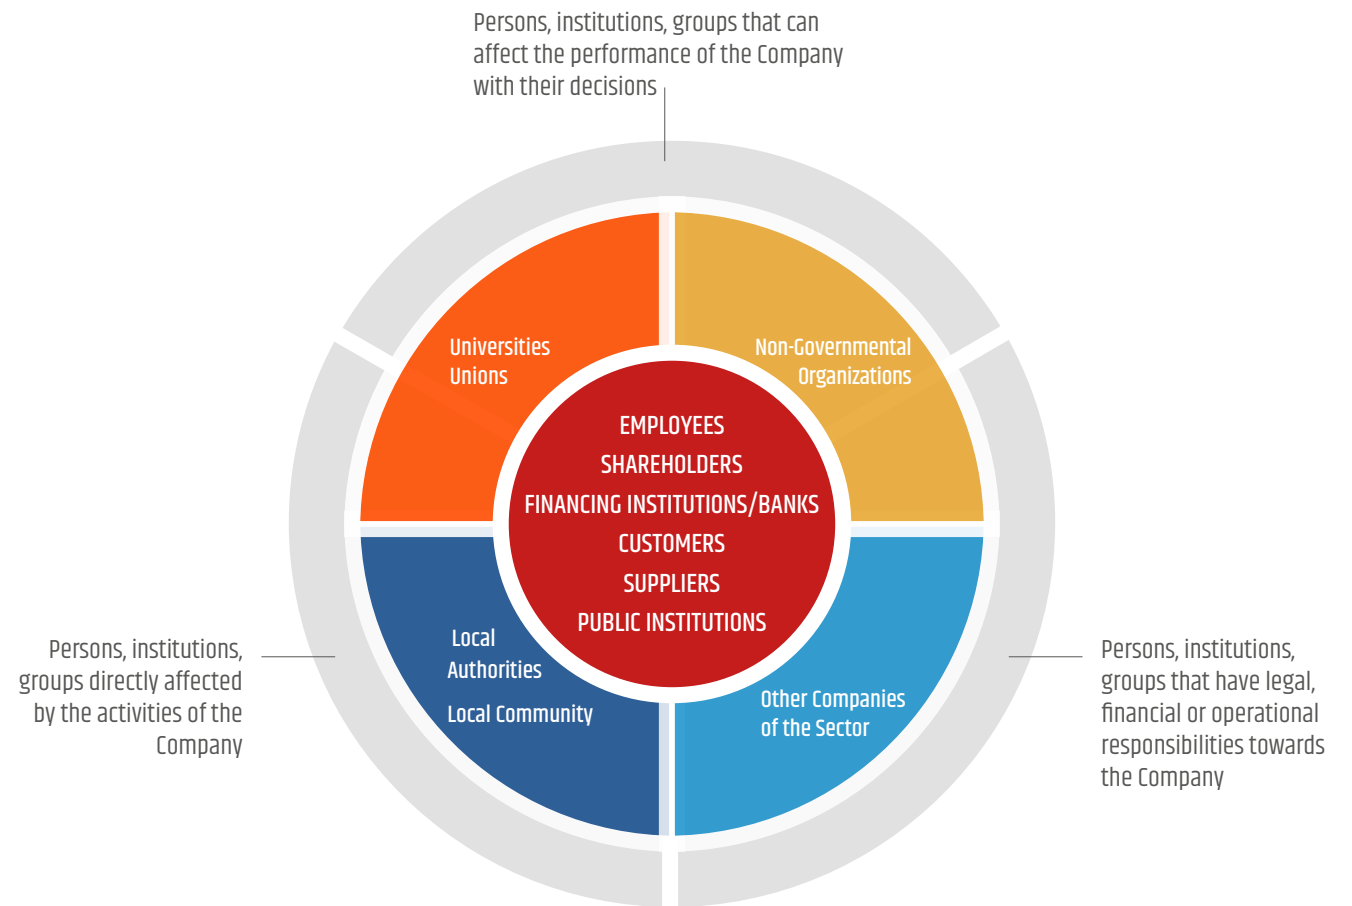 Persons, institutions, groups that can
affect the performance of the Company
with their decisions
Universities
Unions
Non-Governmental
Organizations
EMPLOYEES
SHAREHOLDERS
FINANCING INSTITUTIONS/BANKS
CUSTOMERS
SUPPLIERS
PUBLIC INSTITUTIONS
Local
Authorities
Local Community
Other Companies
of the Sector
Persons, institutions,
groups directly affected
by the activities of the
Company
Persons, institutions,
groups that have legal,
financial or operational
responsibilities towards
the Company